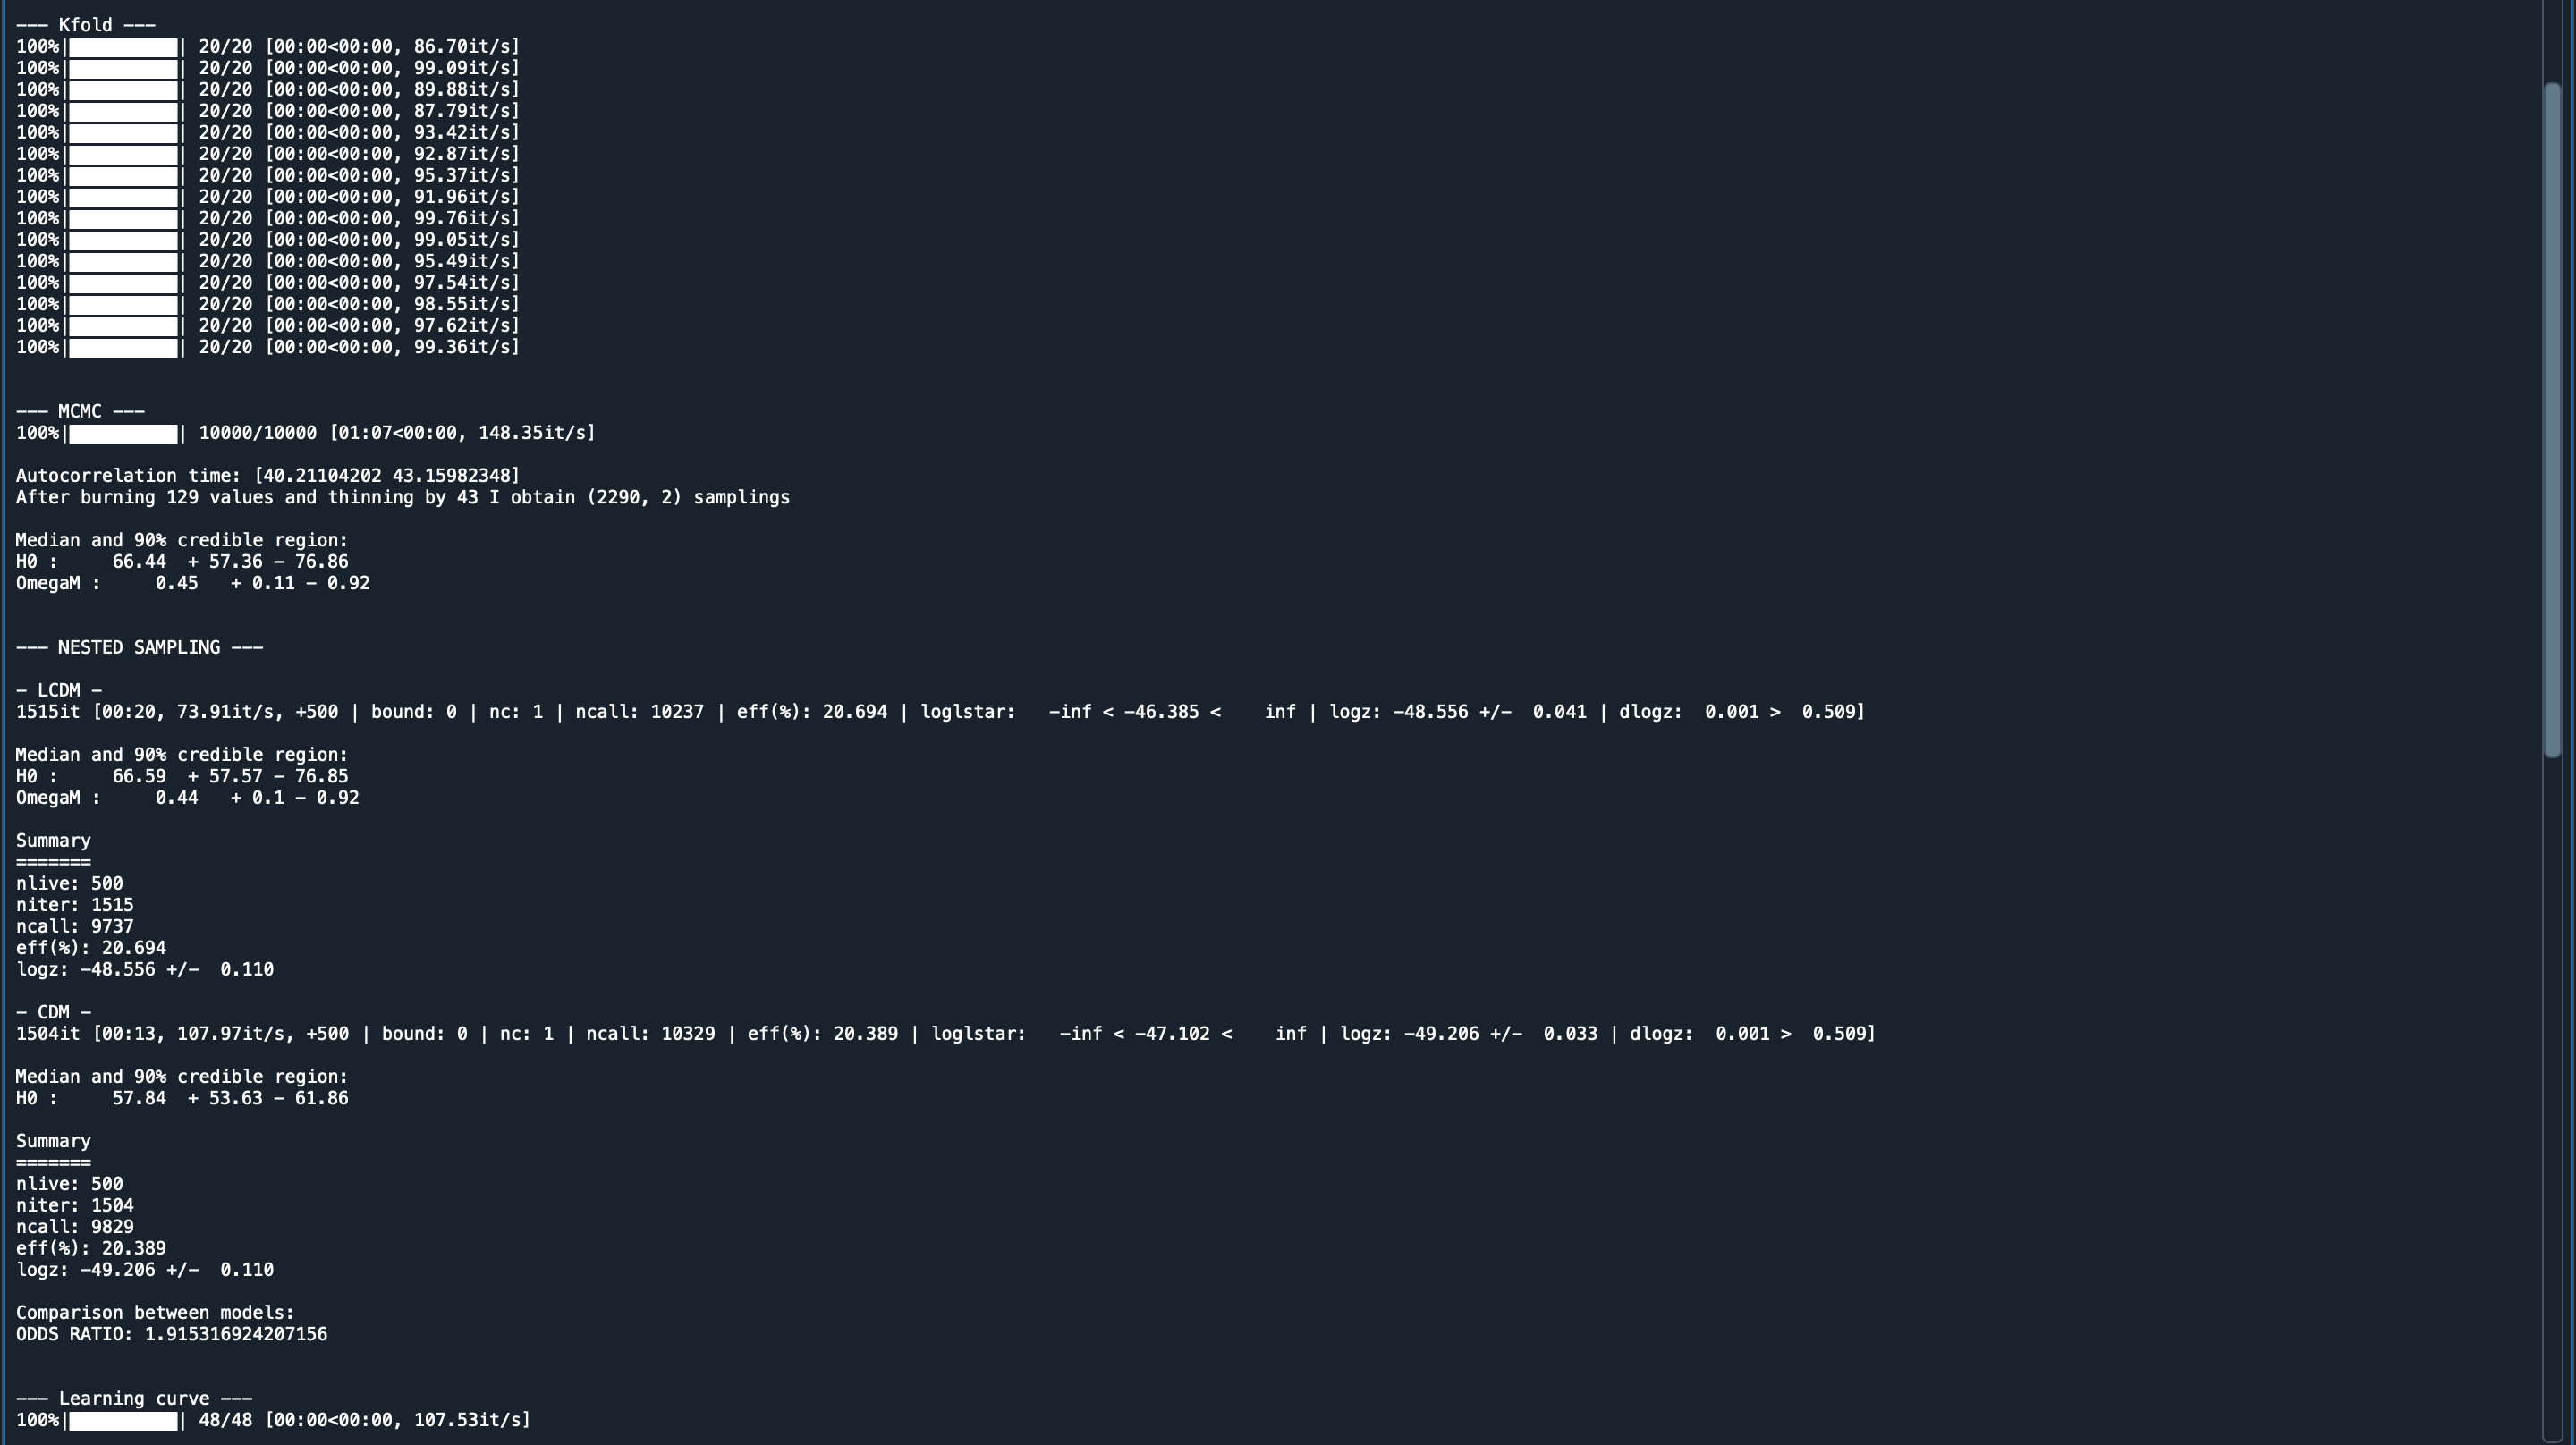 --- Kfold ---
100%|██████████| 20/20 [00:00<00:00, 86.70it/s]
100%|██████████| 20/20 [00:00<00:00, 99.09it/s]
100%|██████████| 20/20 [00:00<00:00, 89.88it/s]
100%|██████████| 20/20 [00:00<00:00, 87.79it/s]
100%|██████████| 20/20 [00:00<00:00, 93.42it/s]
100%|██████████| 20/20 [00:00<00:00, 92.87it/s]
100%|██████████| 20/20 [00:00<00:00, 95.37it/s]
100%|██████████| 20/20 [00:00<00:00, 91.96it/s]
100%|██████████| 20/20 [00:00<00:00, 99.76it/s]
100%|██████████| 20/20 [00:00<00:00, 99.05it/s]
100%|██████████| 20/20 [00:00<00:00, 95.49it/s]
100%|██████████| 20/20 [00:00<00:00, 97.54it/s]
100%|██████████| 20/20 [00:00<00:00, 98.55it/s]
100%|██████████| 20/20 [00:00<00:00, 97.62it/s]
100%|██████████| 20/20 [00:00<00:00, 99.36it/s]
--- MCMC ---
100%|██████████| 10000/10000 [01:07<00:00, 148.35it/s]
Autocorrelation time: [40.21104202 43.15982348]
After burning 129 values and thinning by 43 I obtain (2290, 2) samplings
Median and 90% credible region:
H0 :     66.44  + 57.36 - 76.86
OmegaM :     0.45   + 0.11 - 0.92
--- NESTED SAMPLING ---
- LCDM -
1515it [00:20, 73.91it/s, +500 | bound: 0 | nc: 1 | ncall: 10237 | eff(%): 20.694 | loglstar:   -inf < -46.385 <    inf | logz: -48.556 +/-  0.041 | dlogz:  0.001 >  0.509]
Median and 90% credible region:
H0 :     66.59  + 57.57 - 76.85
OmegaM :     0.44   + 0.1 - 0.92
Summary
=======
nlive: 500
niter: 1515
ncall: 9737
eff(%): 20.694
logz: -48.556 +/-  0.110
- CDM -
1504it [00:13, 107.97it/s, +500 | bound: 0 | nc: 1 | ncall: 10329 | eff(%): 20.389 | loglstar:   -inf < -47.102 <    inf | logz: -49.206 +/-  0.033 | dlogz:  0.001 >  0.509]
Median and 90% credible region:
H0 :     57.84  + 53.63 - 61.86
Summary
=======
nlive: 500
niter: 1504
ncall: 9829
eff(%): 20.389
logz: -49.206 +/-  0.110
Comparison between models:
ODDS RATIO: 1.915316924207156
--- Learning curve ---
100%|██████████| 48/48 [00:00<00:00, 107.53it/s]